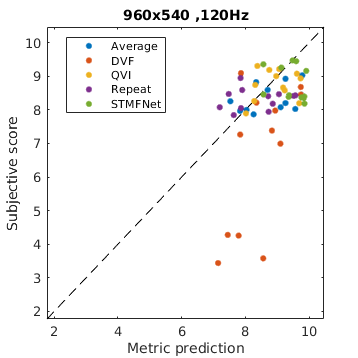 960x540 ,120Hz
Average
DVF
QVI
Repeat
STMFNet
Subjective score
10
9
8
7
6
5
4
3
2
2
4
6
8
10
Metric prediction